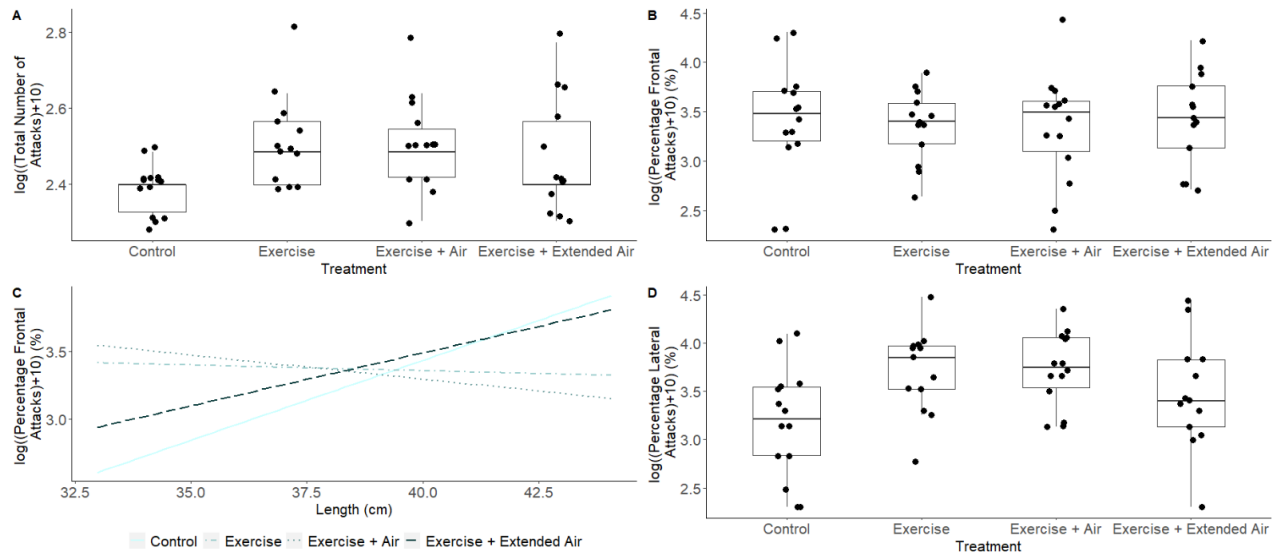 A
log((Total Number of
Attacks)+10)
2.8
2.6
2.4
Control Exercise Exercise + Air Exercise + Extended Air
Treatment
B
log((Percentage Frontal
Attacks)+10) (%)
4.5
4.0
3.5
3.0
2.5
Control Exercise Exercise + Air Exercise + Extended Air
Treatment
C
log((Percentage Frontal
Attacks)+10) (%)
3.5
3.0
32.5 35.0 37.5 40.0 42.5
Length (cm)
Control Exercise Exercise + Air Exercise + Extended Air
D
log((Percentage Lateral
Attacks)+10) (%)
4.5
4.0
3.5
3.0
2.5
Control Exercise Exercise + Air Exercise + Extended Air
Treatment